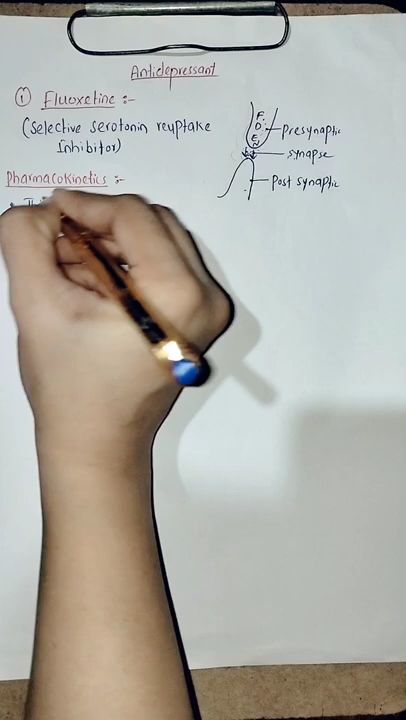 Antidepressant
① Fluoxetine :-
(Selective serotonin reuptake
Inhibitor)
Presynaptic
synapse
Post synaptic
Pharmacokinetics :-